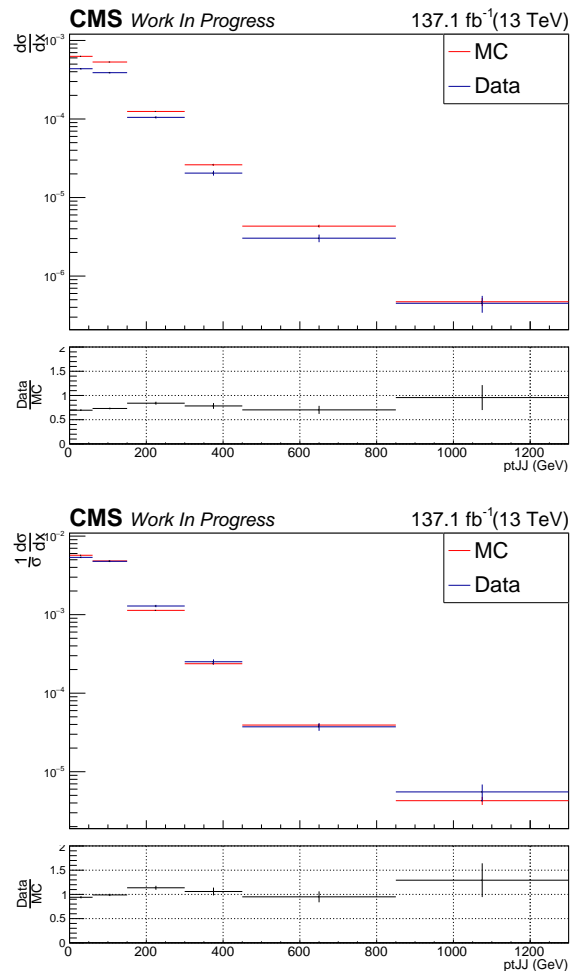 CMS Work In Progress 137.1 fb⁻¹(13 TeV)
dσ
dx
10⁻³
10⁻⁴
10⁻⁵
10⁻⁶
MC
Data
Data
MC
2
1.5
1
0.5
0
0 200 400 600 800 1000 1200
ptJJ (GeV)
CMS Work In Progress 137.1 fb⁻¹(13 TeV)
1 dσ
σ dx
10⁻²
10⁻³
10⁻⁴
10⁻⁵
MC
Data
Data
MC
2
1.5
1
0.5
0
0 200 400 600 800 1000 1200
ptJJ (GeV)